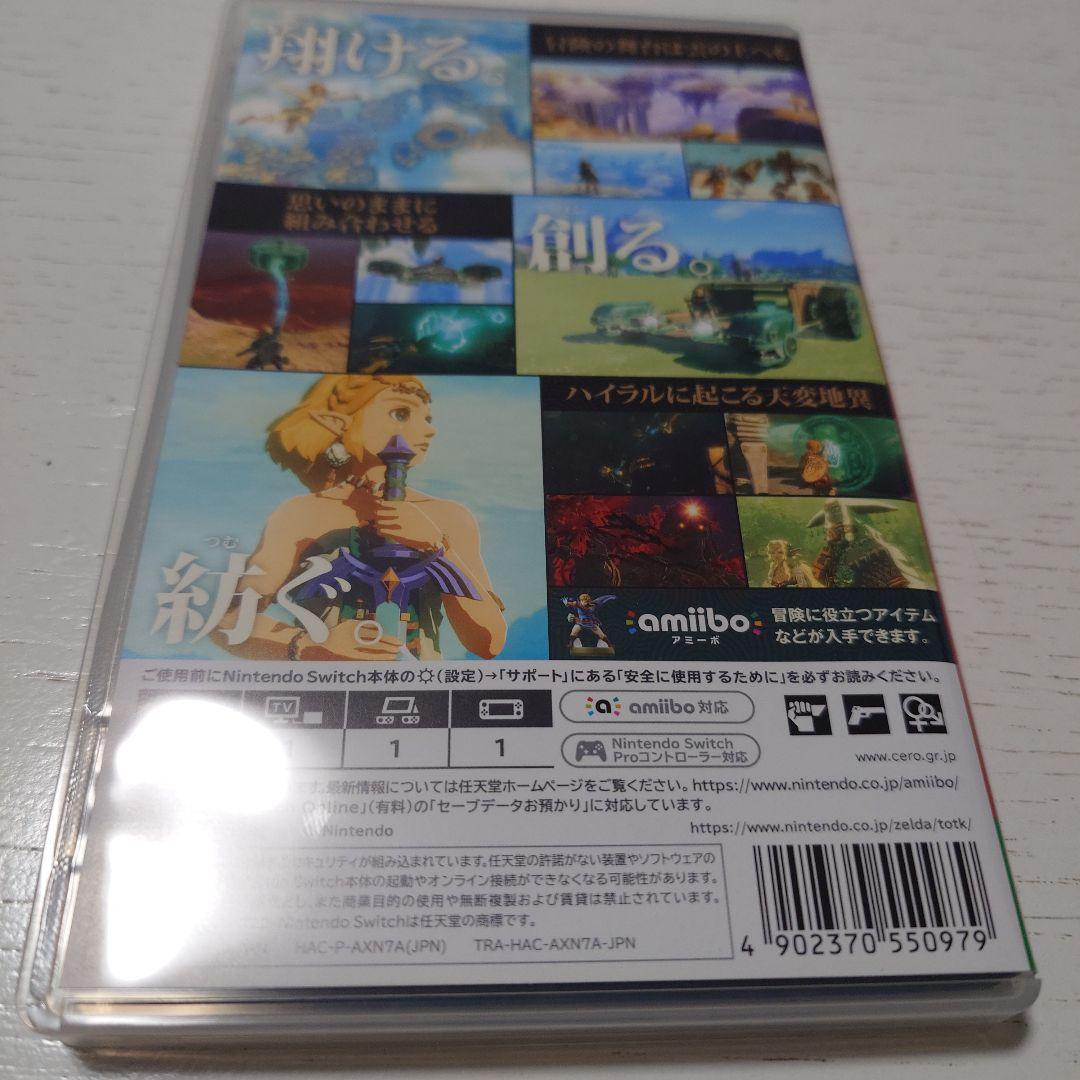 翔ける。
冒険の舞台は雲の上へも
思いのままに
組み合わせる
創る。
ハイラルに起こる天変地異
つむ
紡ぐ。
amiibo
アミーボ
冒険に役立つアイテム
などが入手できます。
ご使用前にNintendo Switch本体の (設定)→「サポート」にある「安全に使用するために」を必ずお読みください。
TV
1 1 1
amiibo 対応
Nintendo Switch
Proコントローラー対応
www.cero.gr.jp
す。最新情報については任天堂ホームページをご覧ください。https://www.nintendo.co.jp/amiibo/
Online」(有料)の「セーブデータお預かり」に対応しています。
Nintendo
https://www.nintendo.co.jp/zelda/totk/
キュリティが組み込まれています。任天堂の許諾がない装置やソフトウェアの
Switch本体の起動やオンライン接続ができなくなる可能性があります。
とし、また商業目的の使用や無断複製および賃貸は禁止されています。
Nintendo Switchは任天堂の商標です。
HAC-P-AXN7A(JPN) TRA-HAC-AXN7A-JPN
4 902370 550979